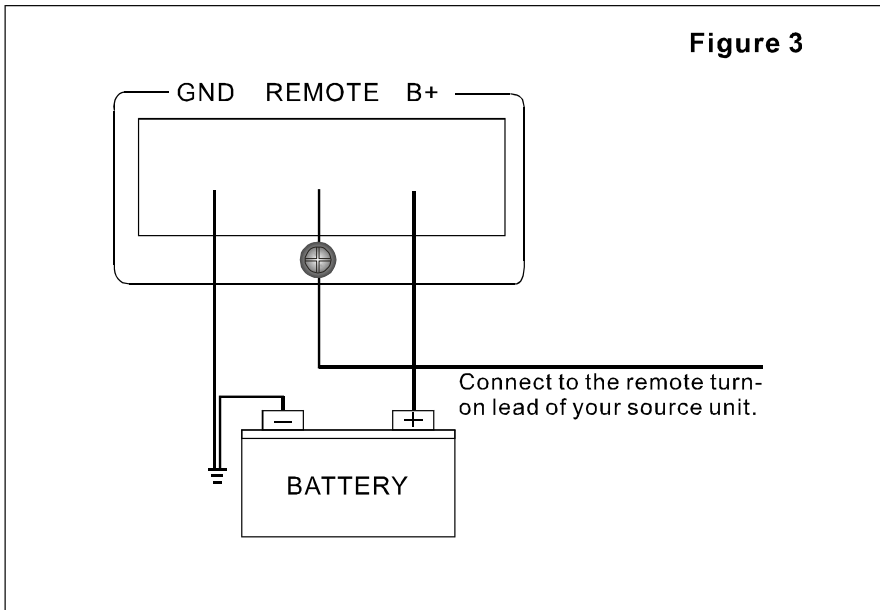 Figure 3
GND REMOTE B+
Connect to the remote turn-
on lead of your source unit.
– +
BATTERY